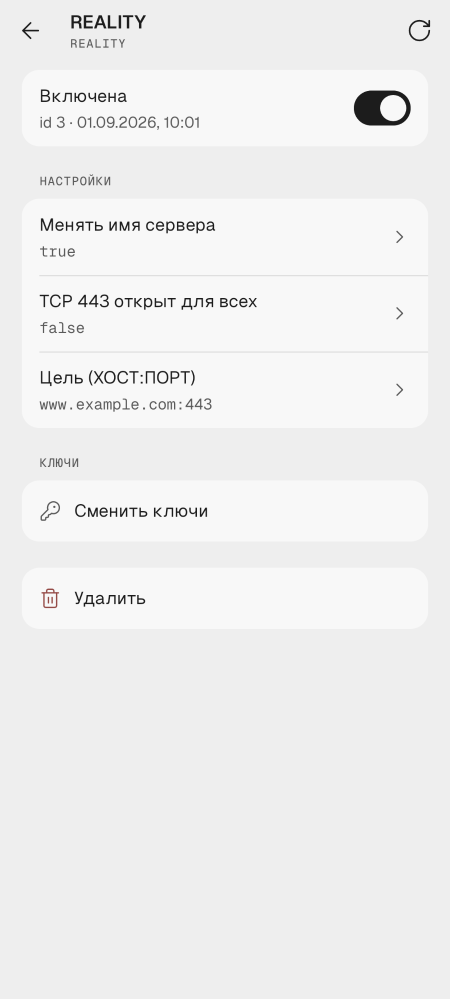 REALITY
REALITY
Включена
id 3 · 01.09.2026, 10:01
НАСТРОЙКИ
Менять имя сервера
true
TCP 443 открыт для всех
false
Цель (ХОСТ:ПОРТ)
www.example.com:443
КЛЮЧИ
Сменить ключи
Удалить